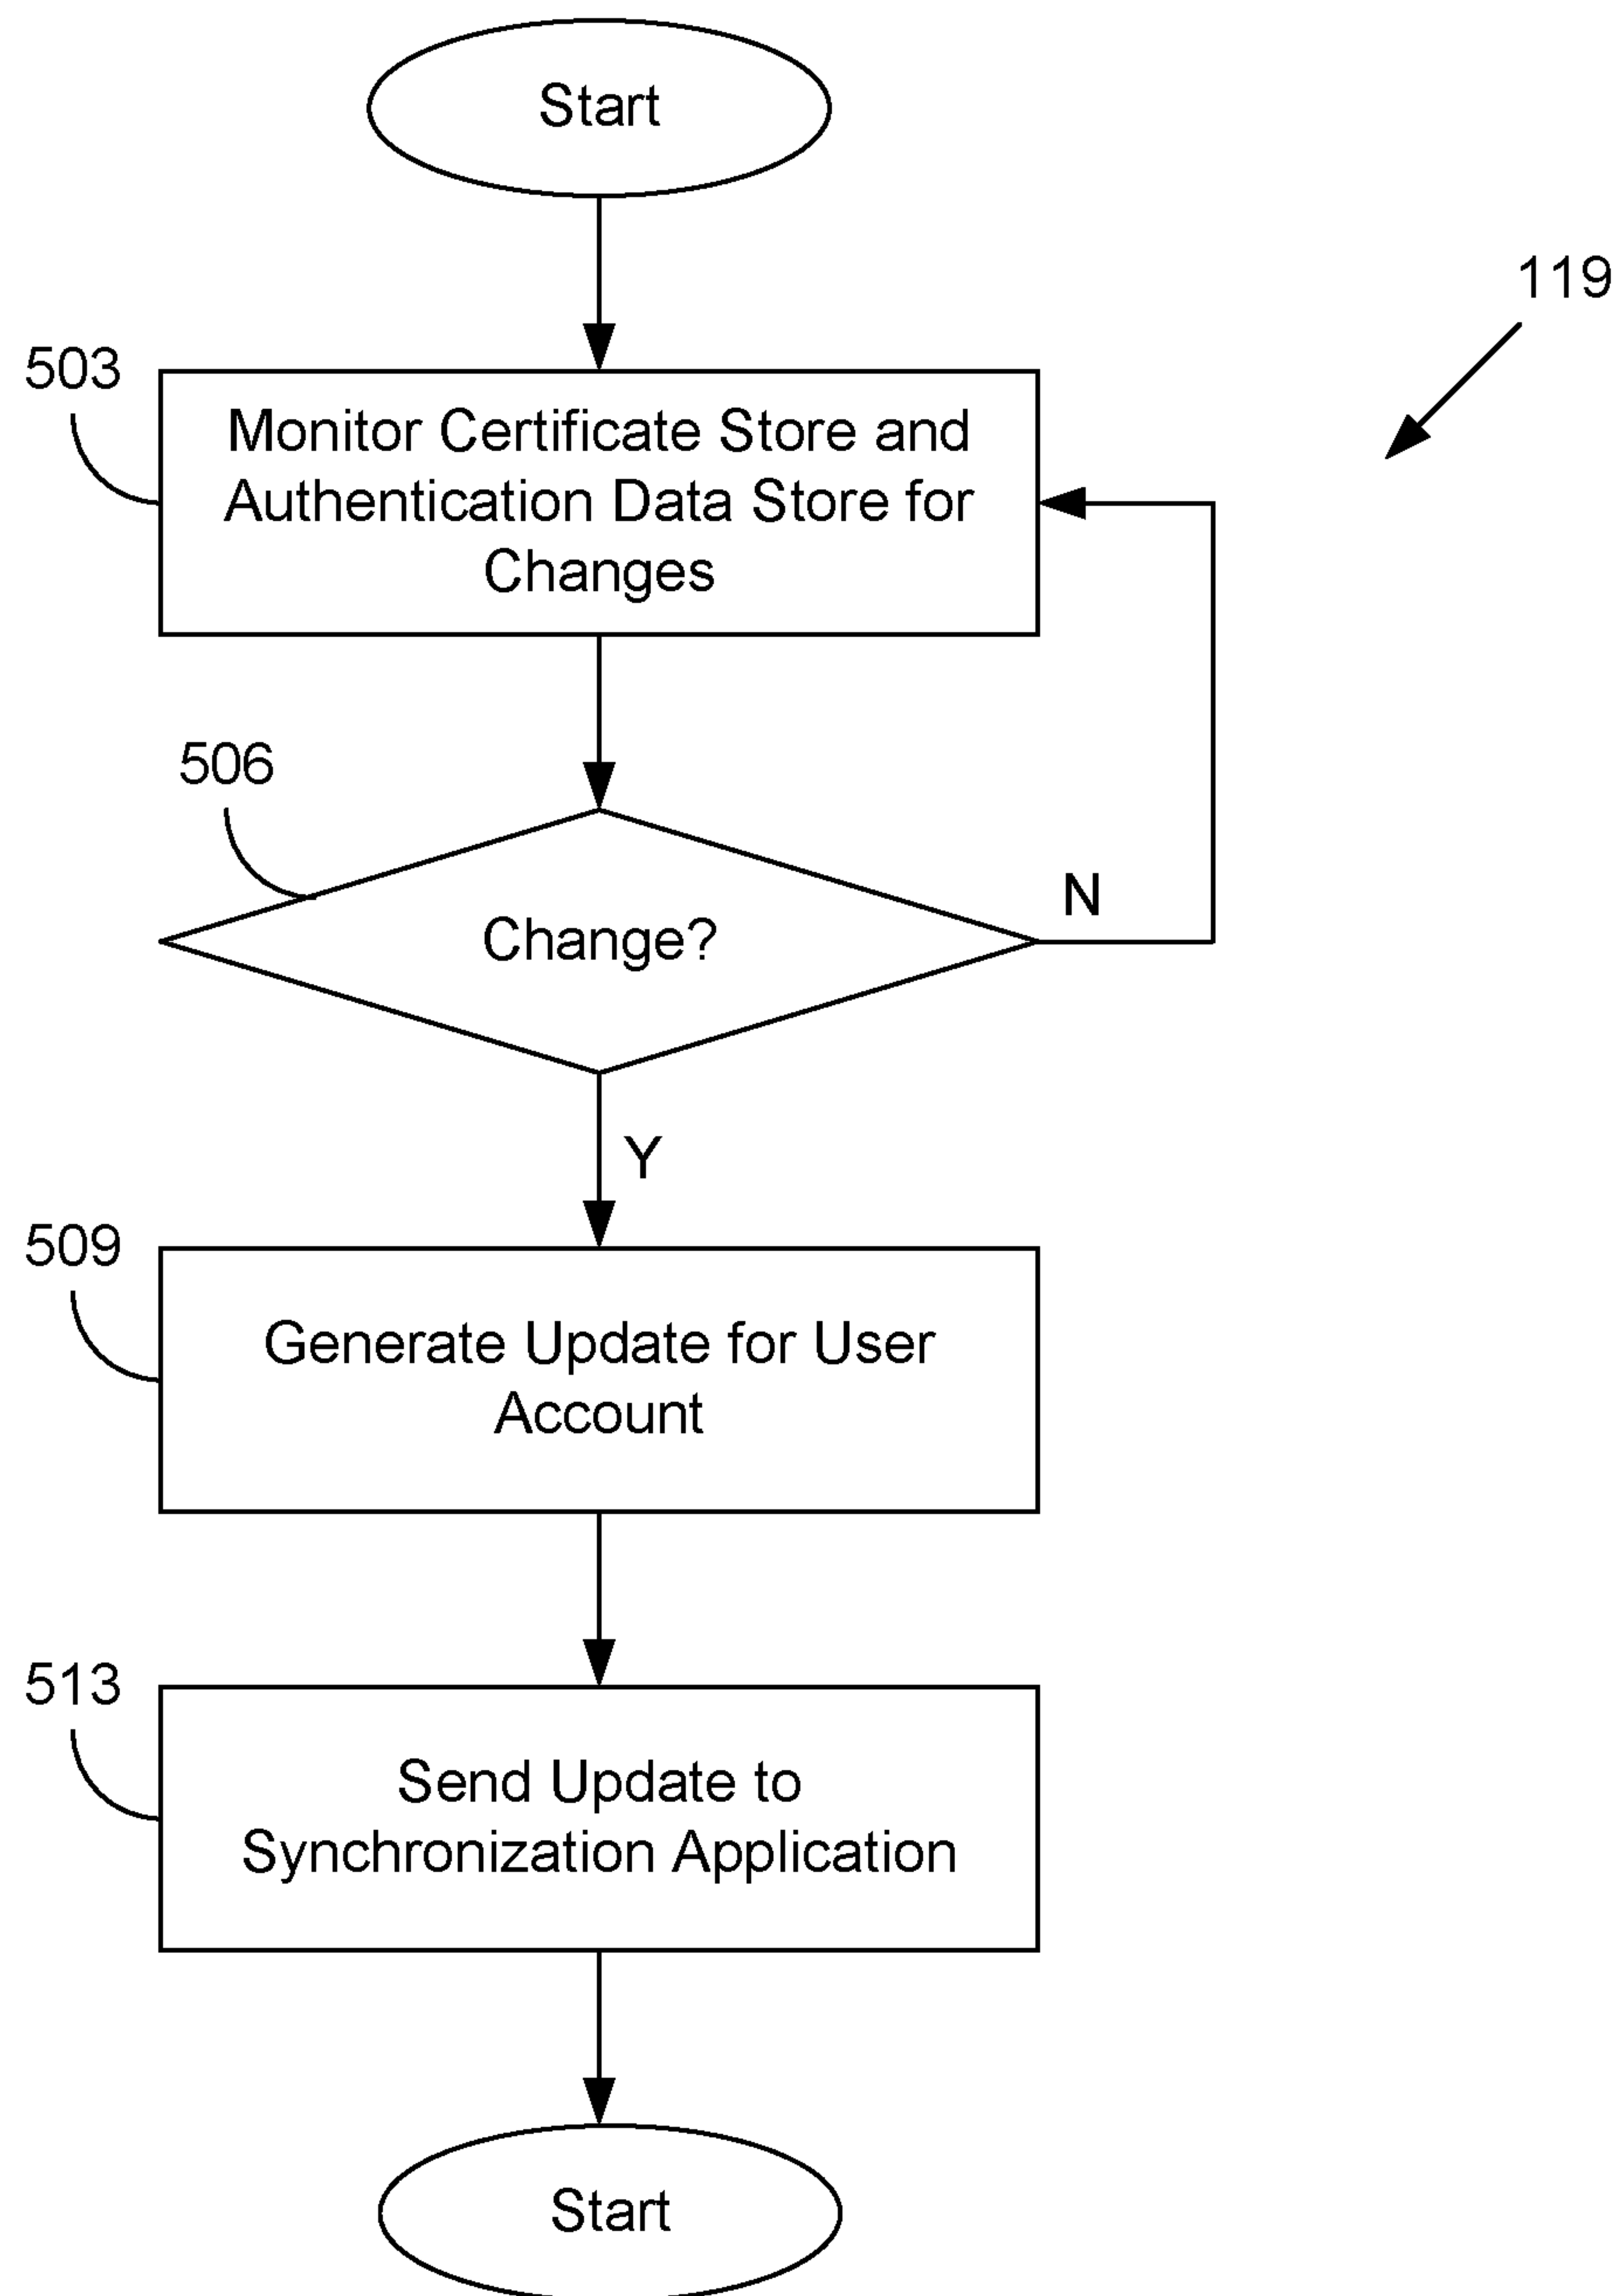 Start
119
503
Monitor Certificate Store and
Authentication Data Store for
Changes
506
Change?
N
Y
509
Generate Update for User
Account
513
Send Update to
Synchronization Application
Start